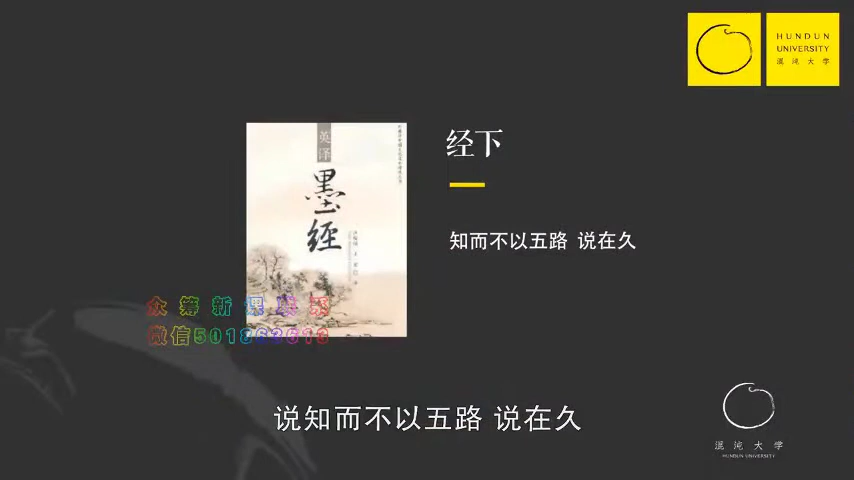 HUNDUN
UNIVERSITY
混沌大学
英译
墨经
经下
知而不以五路 说在久
众筹新课
说知而不以五路 说在久
混沌大学
HUNDUN UNIVERSITY